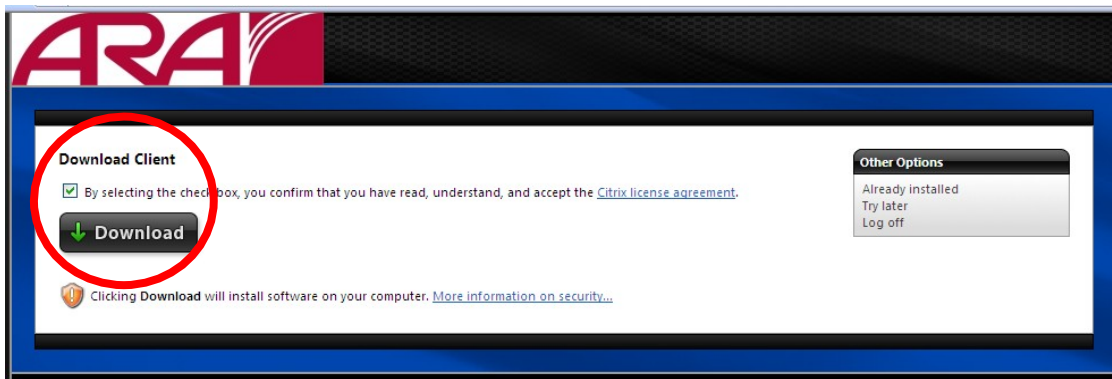 ARA
Download Client
By selecting the check box, you confirm that you have read, understand, and accept the Citrix license agreement.
Download
Clicking Download will install software on your computer. More information on security...
Other Options
Already installed
Try later
Log off